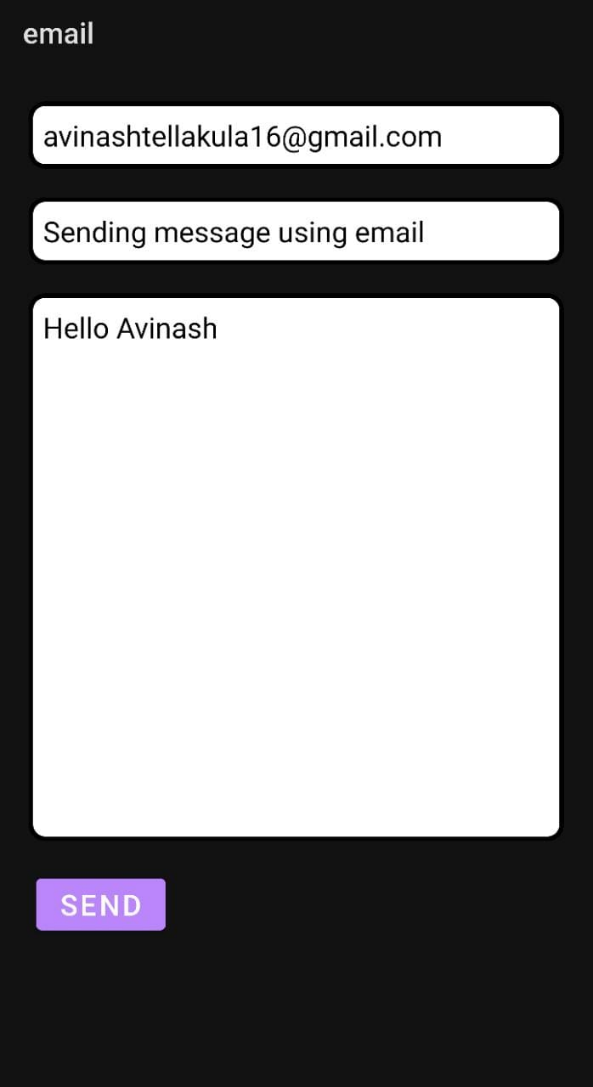 email
avinashtellakula16@gmail.com
Sending message using email
Hello Avinash
SEND